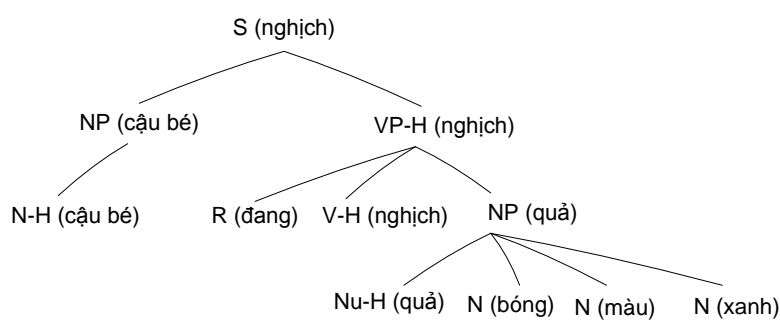 S (nghịch)
NP (cậu bé) VP-H (nghịch)
N-H (cậu bé) R (đang) V-H (nghịch) NP (quả)
Nu-H (quả) N (bóng) N (màu) N (xanh)